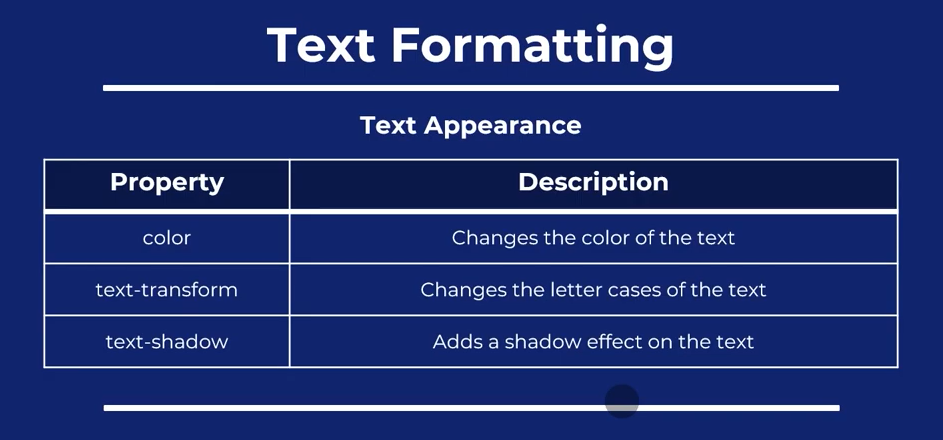 Text Formatting
Text Appearance
Property Description
color Changes the color of the text
text-transform Changes the letter cases of the text
text-shadow Adds a shadow effect on the text